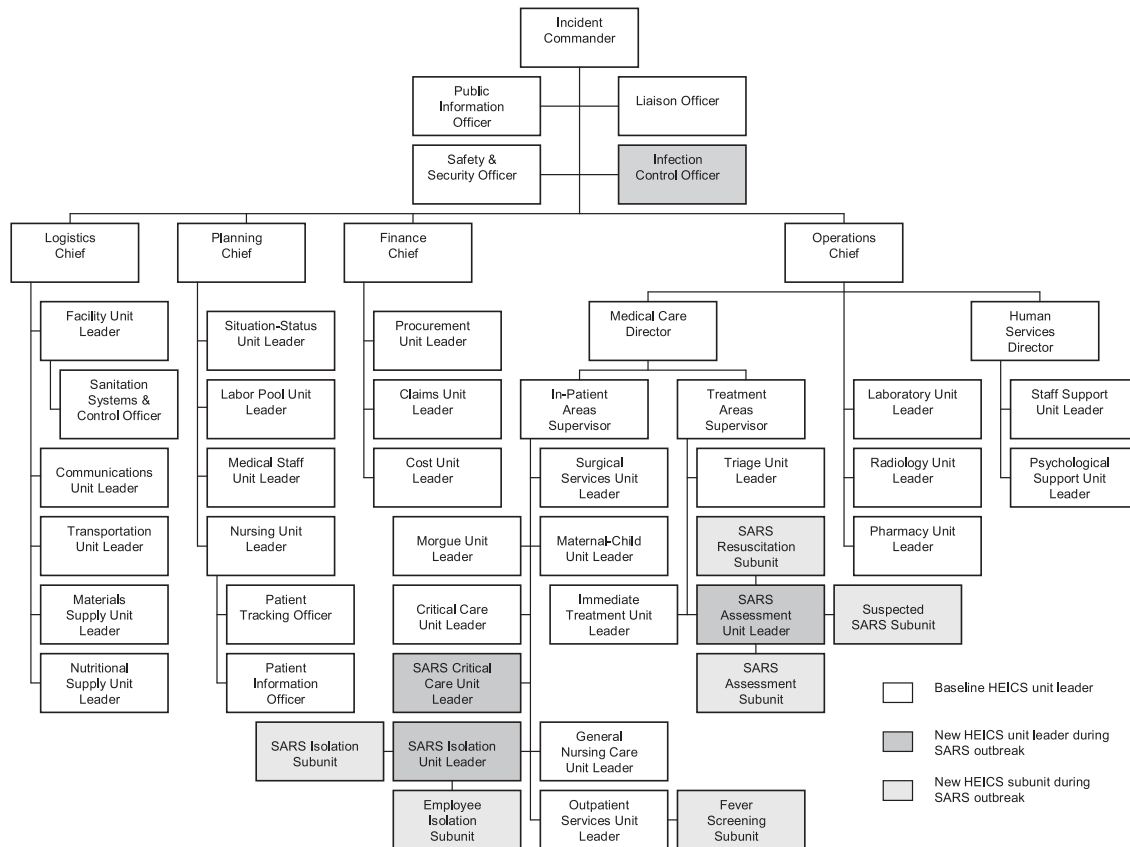 Incident
Commander
Public
Information
Officer
Liaison Officer
Safety &
Security Officer
Infection
Control Officer
Logistics
Chief
Planning
Chief
Finance
Chief
Operations
Chief
Facility Unit
Leader
Sanitation
Systems &
Control Officer
Communications
Unit Leader
Transportation
Unit Leader
Materials
Supply Unit
Leader
Nutritional
Supply Unit
Leader
Situation-Status
Unit Leader
Labor Pool Unit
Leader
Medical Staff
Unit Leader
Nursing Unit
Leader
Patient
Tracking Officer
Patient
Information
Officer
Procurement
Unit Leader
Claims Unit
Leader
Cost Unit
Leader
Medical Care
Director
Human
Services
Director
In-Patient
Areas
Supervisor
Treatment
Areas
Supervisor
Surgical
Services Unit
Leader
Morgue Unit
Leader
Maternal-Child
Unit Leader
Critical Care
Unit Leader
SARS Critical
Care Unit
Leader
SARS Isolation
Subunit
SARS Isolation
Unit Leader
General
Nursing Care
Unit Leader
Employee
Isolation
Subunit
Outpatient
Services Unit
Leader
Fever
Screening
Subunit
Triage Unit
Leader
SARS
Resuscitation
Subunit
Immediate
Treatment Unit
Leader
SARS
Assessment
Unit Leader
Suspected
SARS Subunit
SARS
Assessment
Subunit
Laboratory Unit
Leader
Radiology Unit
Leader
Pharmacy Unit
Leader
Staff Support
Unit Leader
Psychological
Support Unit
Leader
Baseline HEICS unit leader
New HEICS unit leader during
SARS outbreak
New HEICS subunit during
SARS outbreak